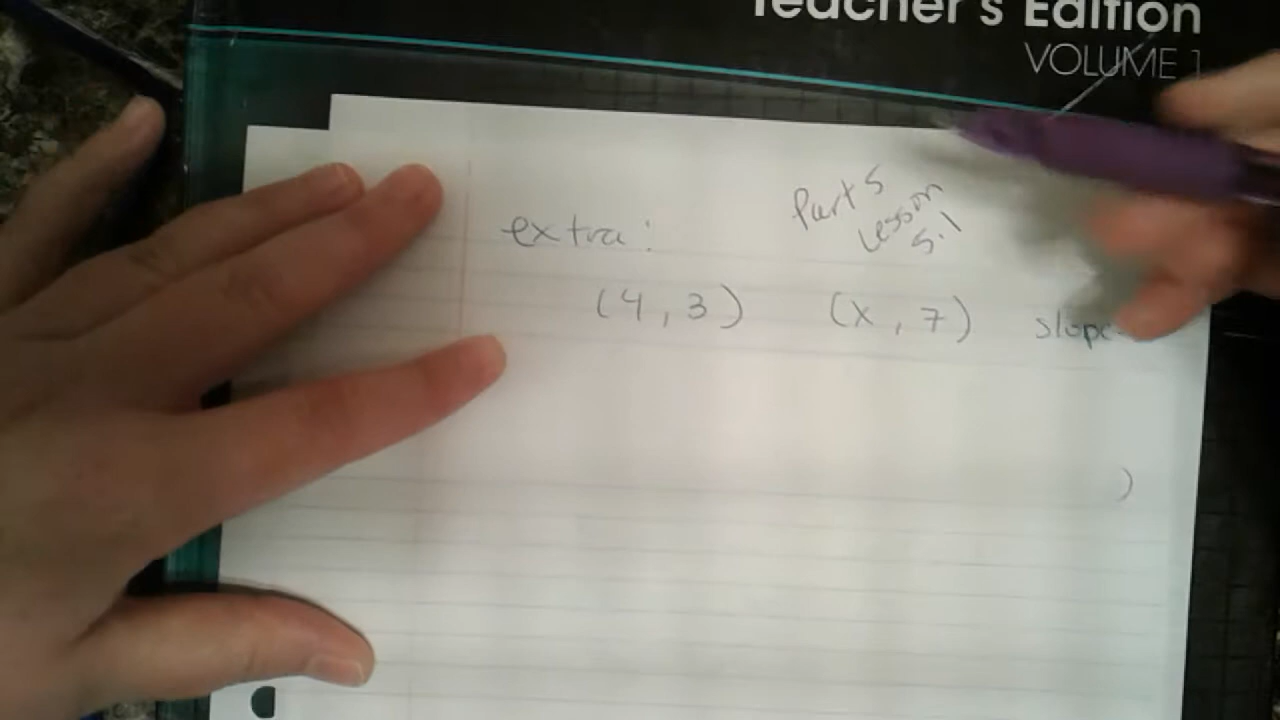 Teacher's Edition
VOLUME 1
Part 5
Lesson
5.1
extra:
(4, 3) (x, 7) slope
)